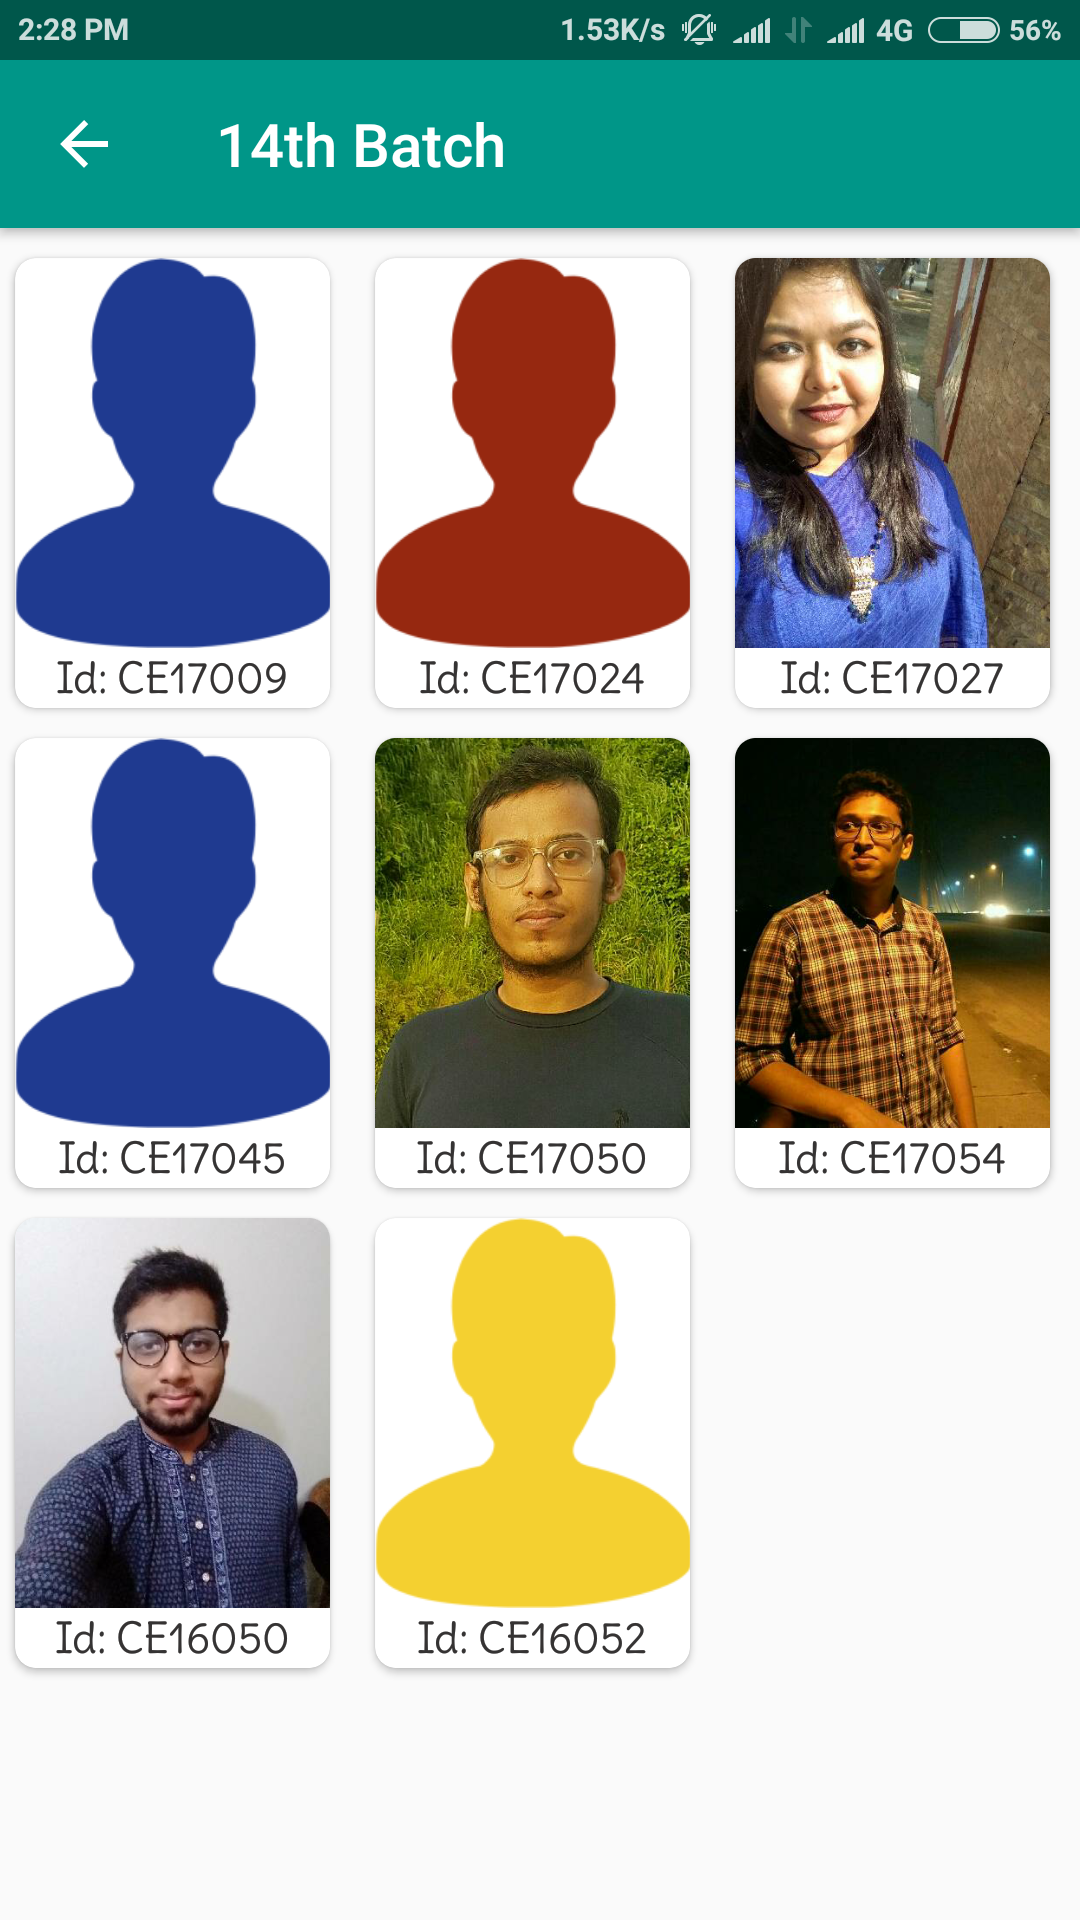 2:28 PM 1.53K/s 4G 56%
14th Batch
Id: CE17009
Id: CE17024
Id: CE17027
Id: CE17045
Id: CE17050
Id: CE17054
Id: CE16050
Id: CE16052